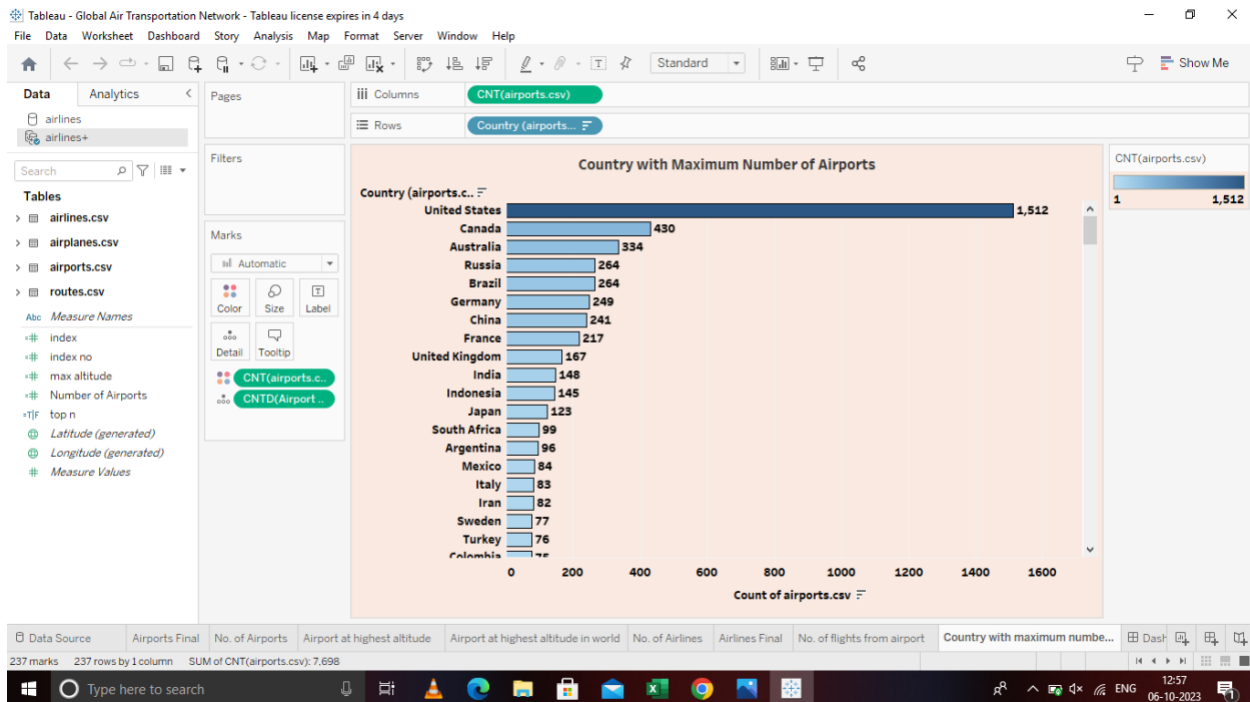 Tableau - Global Air Transportation Network - Tableau license expires in 4 days
File Data Worksheet Dashboard Story Analysis Map Format Server Window Help
Standard
Show Me
Data Analytics
airlines
airlines+
Search
Tables
airlines.csv
airplanes.csv
airports.csv
routes.csv
Abc Measure Names
=# index
=# index no
=# max altitude
=# Number of Airports
=T|F top n
Latitude (generated)
Longitude (generated)
# Measure Values
Pages
Filters
Marks
Automatic
Color Size Label
Detail Tooltip
CNT(airports.c..
CNTD(Airport ..
iii Columns CNT(airports.csv)
Rows Country (airports...
Country with Maximum Number of Airports
Country (airports.c..
United States 1,512
Canada 430
Australia 334
Russia 264
Brazil 264
Germany 249
China 241
France 217
United Kingdom 167
India 148
Indonesia 145
Japan 123
South Africa 99
Argentina 96
Mexico 84
Italy 83
Iran 82
Sweden 77
Turkey 76
Colombia 75
0 200 400 600 800 1000 1200 1400 1600
Count of airports.csv
CNT(airports.csv)
1 1,512
Data Source Airports Final No. of Airports Airport at highest altitude Airport at highest altitude in world No. of Airlines Airlines Final No. of flights from airport Country with maximum numbe... Dash
237 marks 237 rows by 1 column SUM of CNT(airports.csv): 7,698
Type here to search
ENG
12:57
06-10-2023
1